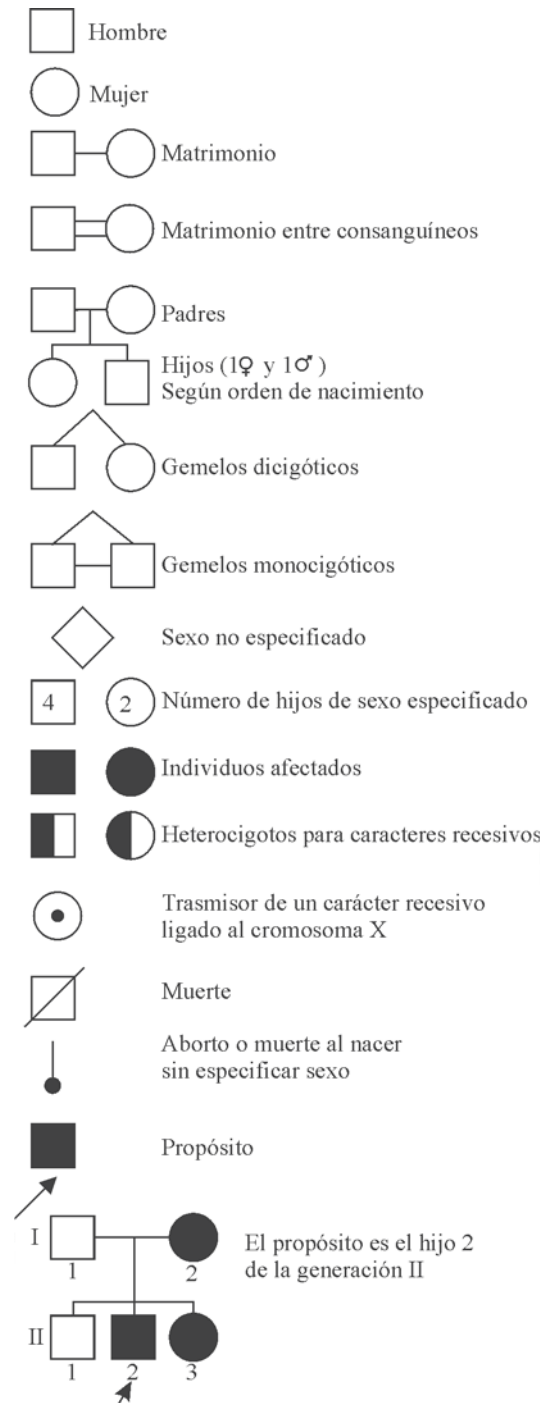 Hombre
Mujer
Matrimonio
Matrimonio entre consanguíneos
Padres
Hijos (1♀ y 1♂)
Según orden de nacimiento
Gemelos dicigóticos
Gemelos monocigóticos
Sexo no especificado
4 2 Número de hijos de sexo especificado
Individuos afectados
Heterocigotos para caracteres recesivos
Trasmisor de un carácter recesivo
ligado al cromosoma X
Muerte
Aborto o muerte al nacer
sin especificar sexo
Propósito
I
1 2
El propósito es el hijo 2
de la generación II
II
1 2 3